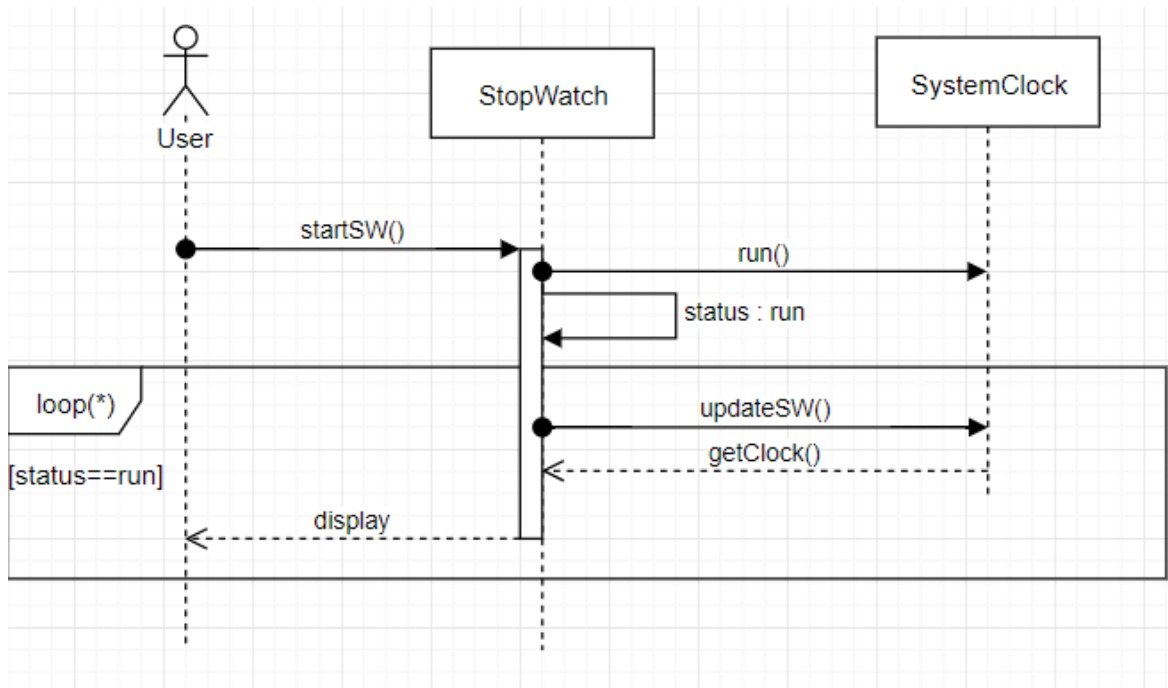 User
StopWatch
SystemClock
startSW()
run()
status : run
loop(*)
updateSW()
getClock()
[status==run]
display